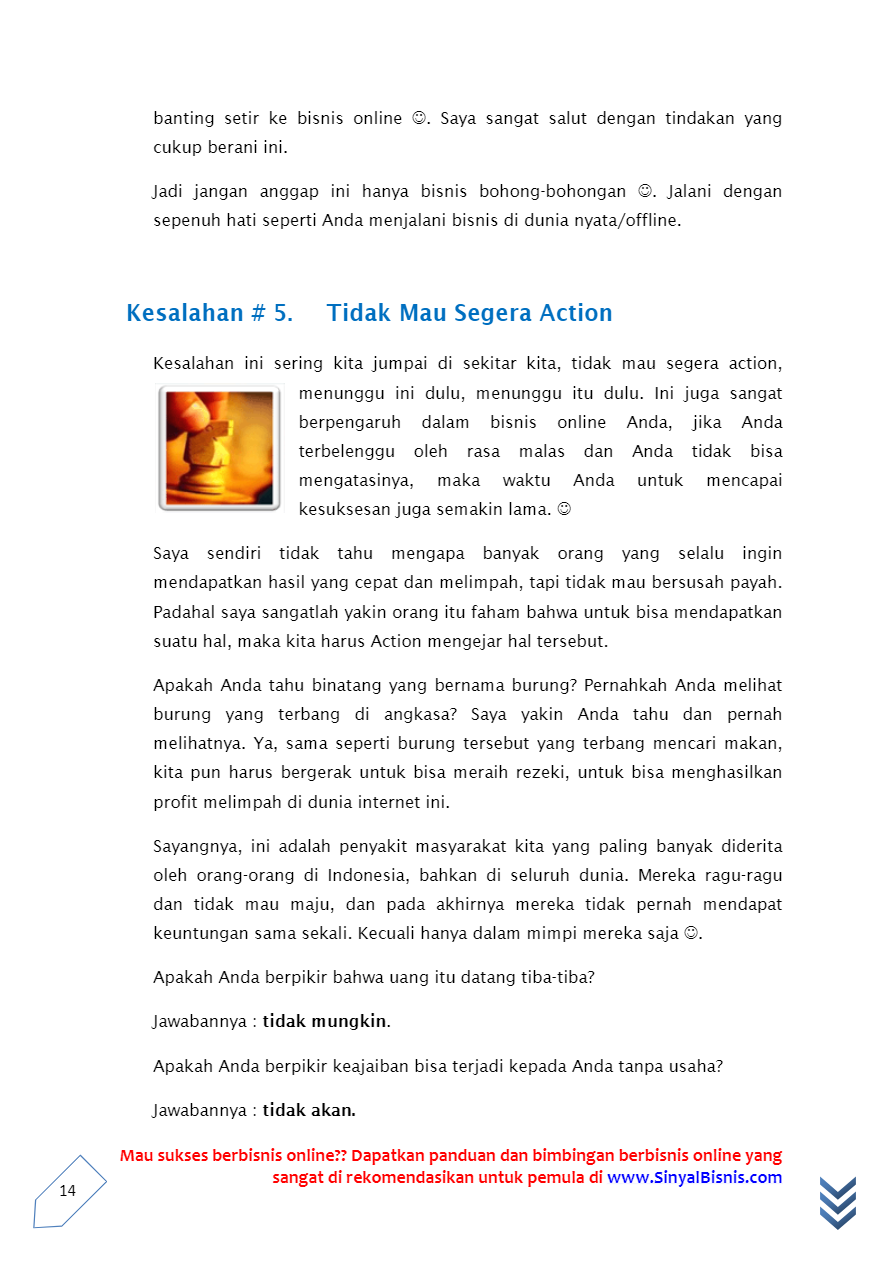 banting setir ke bisnis online ☺. Saya sangat salut dengan tindakan yang
cukup berani ini.
Jadi jangan anggap ini hanya bisnis bohong-bohongan ☺. Jalani dengan
sepenuh hati seperti Anda menjalani bisnis di dunia nyata/offline.
Kesalahan # 5. Tidak Mau Segera Action
Kesalahan ini sering kita jumpai di sekitar kita, tidak mau segera action,
menunggu ini dulu, menunggu itu dulu. Ini juga sangat
berpengaruh dalam bisnis online Anda, jika Anda
terbelenggu oleh rasa malas dan Anda tidak bisa
mengatasinya, maka waktu Anda untuk mencapai
kesuksesan juga semakin lama. ☺
Saya sendiri tidak tahu mengapa banyak orang yang selalu ingin
mendapatkan hasil yang cepat dan melimpah, tapi tidak mau bersusah payah.
Padahal saya sangatlah yakin orang itu faham bahwa untuk bisa mendapatkan
suatu hal, maka kita harus Action mengejar hal tersebut.
Apakah Anda tahu binatang yang bernama burung? Pernahkah Anda melihat
burung yang terbang di angkasa? Saya yakin Anda tahu dan pernah
melihatnya. Ya, sama seperti burung tersebut yang terbang mencari makan,
kita pun harus bergerak untuk bisa meraih rezeki, untuk bisa menghasilkan
profit melimpah di dunia internet ini.
Sayangnya, ini adalah penyakit masyarakat kita yang paling banyak diderita
oleh orang-orang di Indonesia, bahkan di seluruh dunia. Mereka ragu-ragu
dan tidak mau maju, dan pada akhirnya mereka tidak pernah mendapat
keuntungan sama sekali. Kecuali hanya dalam mimpi mereka saja ☺.
Apakah Anda berpikir bahwa uang itu datang tiba-tiba?
Jawabannya : tidak mungkin.
Apakah Anda berpikir keajaiban bisa terjadi kepada Anda tanpa usaha?
Jawabannya : tidak akan.
Mau sukses berbisnis online?? Dapatkan panduan dan bimbingan berbisnis online yang
sangat di rekomendasikan untuk pemula di www.SinyalBisnis.com
14